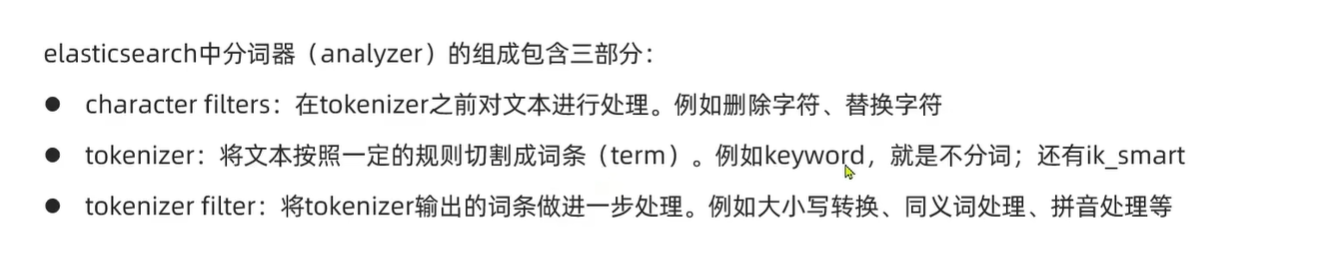 elasticsearch中分词器（analyzer）的组成包含三部分：
● character filters：在tokenizer之前对文本进行处理。例如删除字符、替换字符
● tokenizer：将文本按照一定的规则切割成词条（term）。例如keyword，就是不分词；还有ik_smart
● tokenizer filter：将tokenizer输出的词条做进一步处理。例如大小写转换、同义词处理、拼音处理等